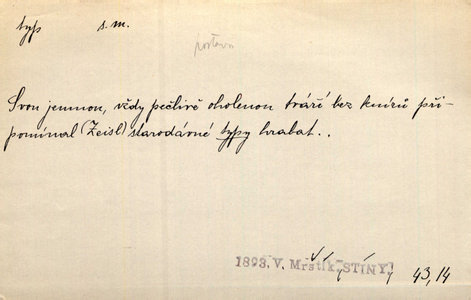 typ s. m.
postava
Svou jemnou, vždy pečlivě oholenou tváří bez knírů při-
pomínal (Zeisl) starodávné typy hrabat..
1893, V. Mrštík, STÍNY,
43,14